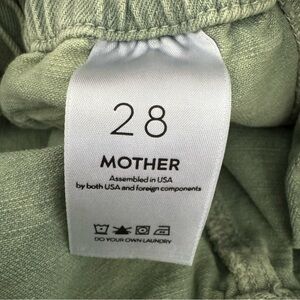 28
MOTHER
Assembled in USA
by both USA and foreign components
DO YOUR OWN LAUNDRY